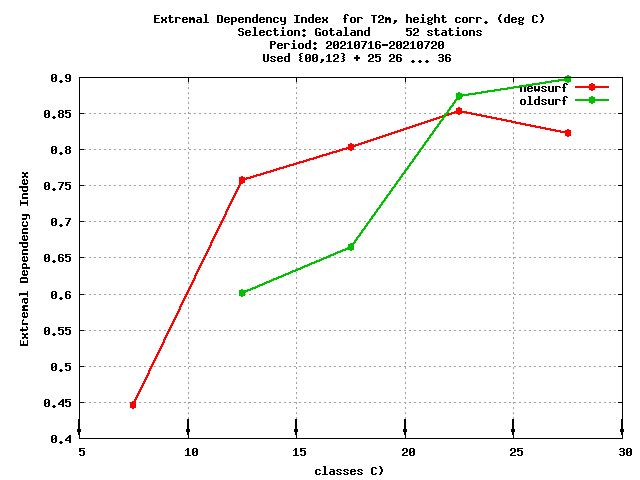 Extremal Dependency Index  for T2m, height corr. (deg C)
Selection: Gotaland     52 stations
Period: 20210716-20210720
Used {00,12} + 25 26 ... 36
0.9
newsurf
oldsurf
0.85
0.8
0.75
0.7
0.65
0.6
0.55
0.5
0.45
0.4
Extremal Dependency Index
5 10 15 20 25 30
classes C)